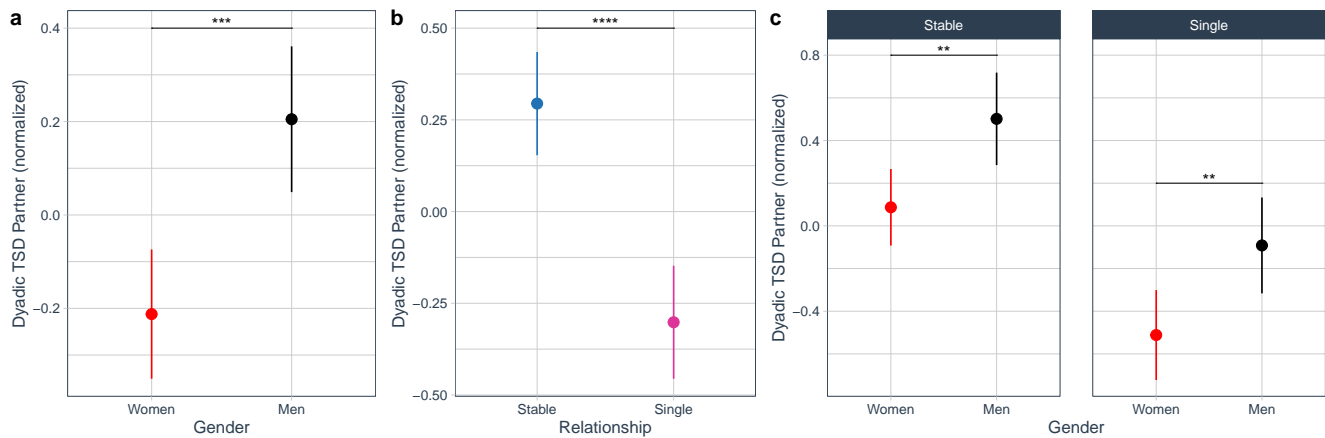 a
***
Dyadic TSD Partner (normalized)
0.4
0.2
0.0
−0.2
Women
Men
Gender
b
****
Dyadic TSD Partner (normalized)
0.50
0.25
0.00
−0.25
−0.50
Stable
Single
Relationship
c
Stable
Single
**
**
Dyadic TSD Partner (normalized)
0.8
0.4
0.0
−0.4
Women
Men
Women
Men
Gender